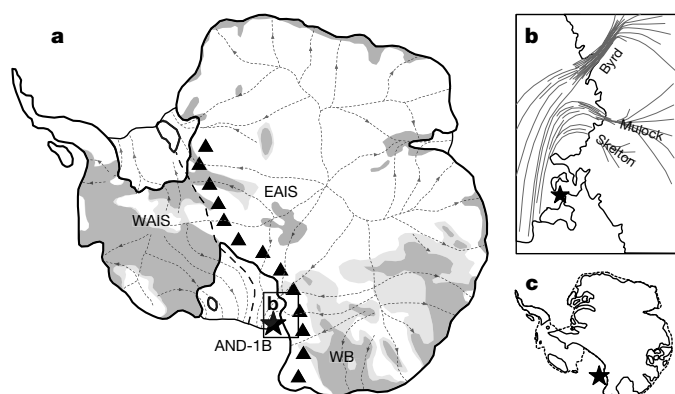 a
WAIS
EAIS
b
AND-1B
WB
b
Byrd
Mulock
Skelton
c